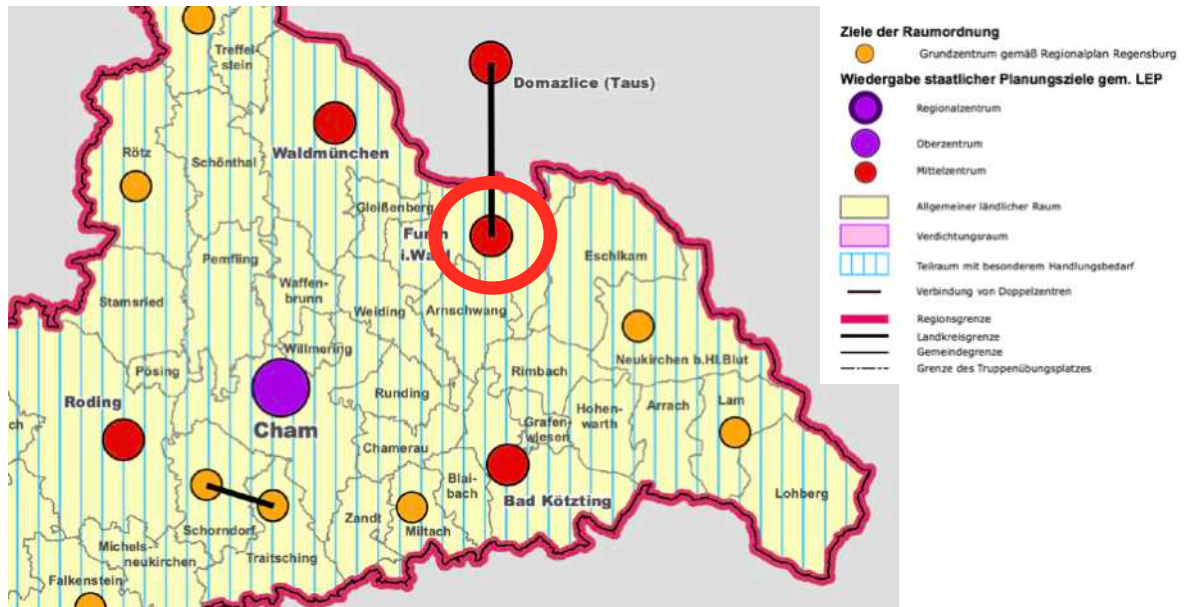 Treffel-
stein
Domazlice (Taus)
Waldmünchen
Rötz
Schönthal
Gleißenberg
i.Wald
Eschlkam
Pemfling
Waffen-
brunn
Stamsried
Weiding
Arnschwang
Willmering
Neukirchen b.Hl.Blut
Pösing
Rimbach
Roding
Runding
Hohen-
warth
Arrach
Lam
Cham
Grafen-
wiesen
ch
Chamerau
Blai-
bach
Lohberg
Bad Kötzting
Zandt
Miltach
Schorndorf
Michels-
neukirchen
Traitsching
Falkenstein
Ziele der Raumordnung
Grundzentrum gemäß Regionalplan Regensburg
Wiedergabe staatlicher Planungsziele gem. LEP
Regionalzentrum
Oberzentrum
Mittelzentrum
Allgemeiner ländlicher Raum
Verdichtungsraum
Teilraum mit besonderem Handlungsbedarf
Verbindung von Doppelzentren
Regionsgrenze
Landkreisgrenze
Gemeindegrenze
Grenze des Truppenübungsplatzes